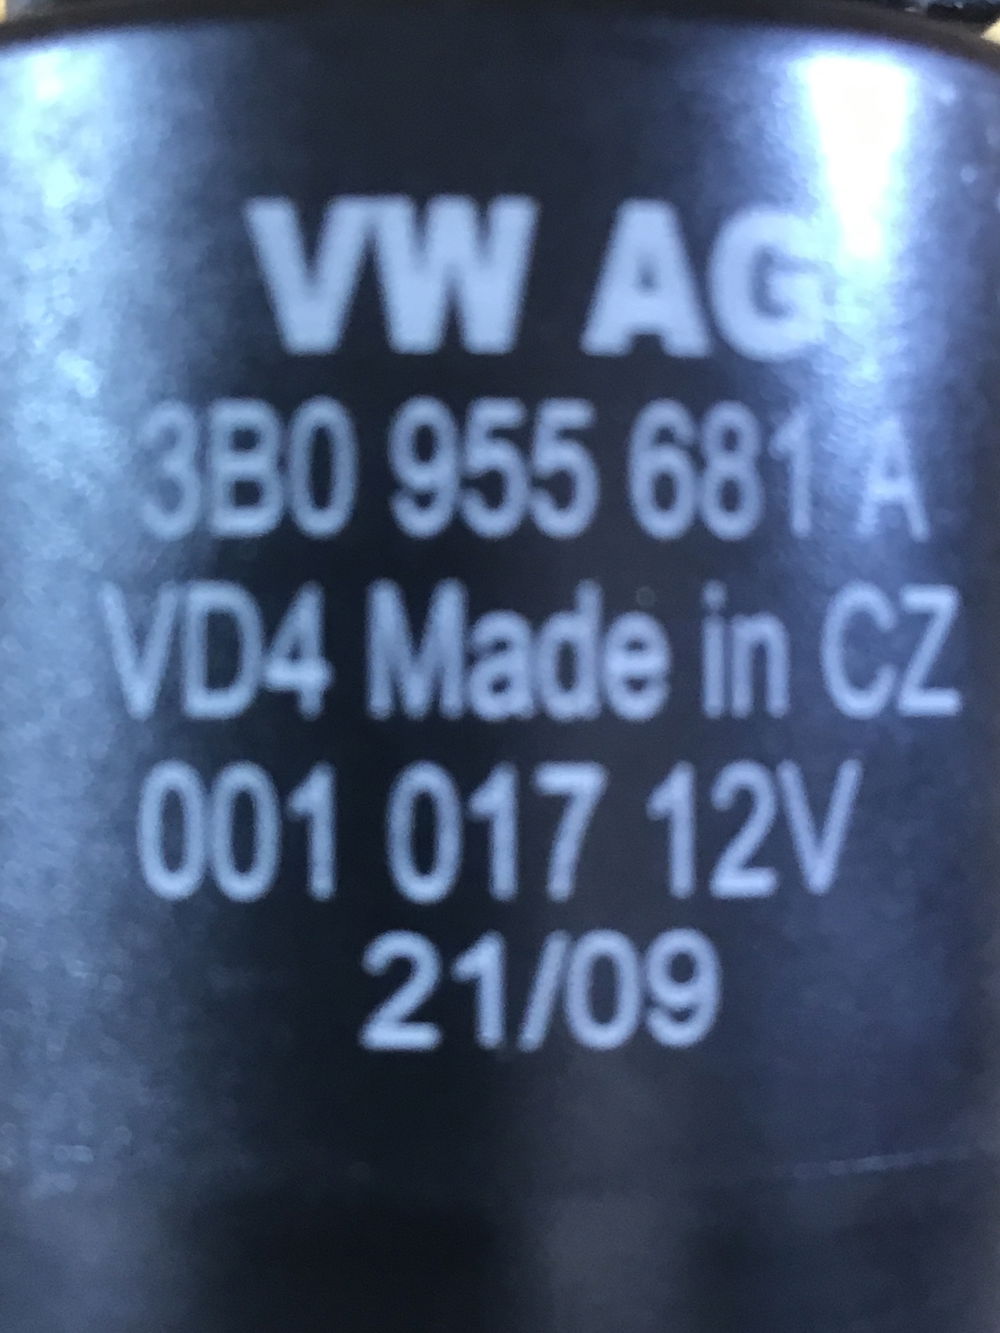 VW AG
3B0 955 681 A
VD4 Made in CZ
001 017 12V
21/09